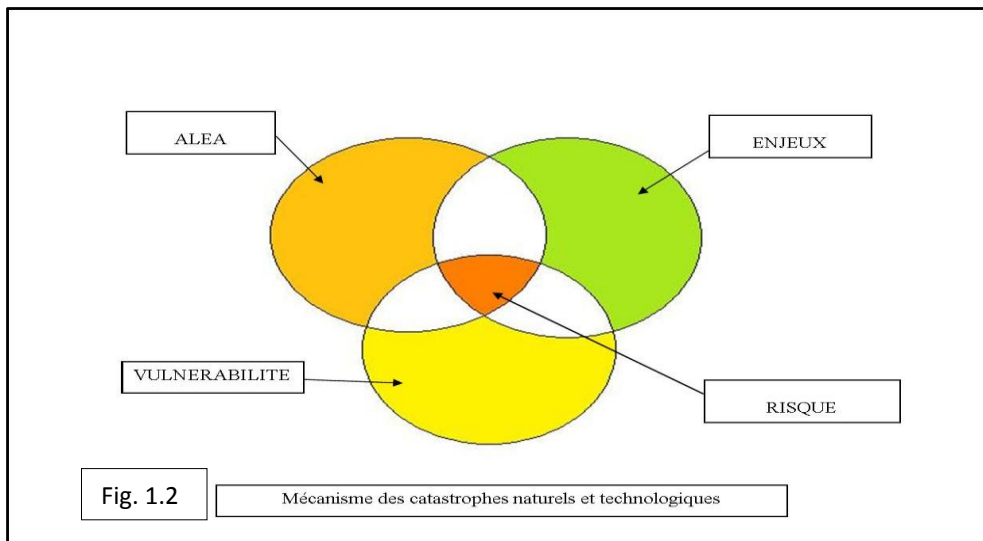 ALEA
ENJEUX
VULNERABILITE
RISQUE
Fig. 1.2
Mécanisme des catastrophes naturels et technologiques